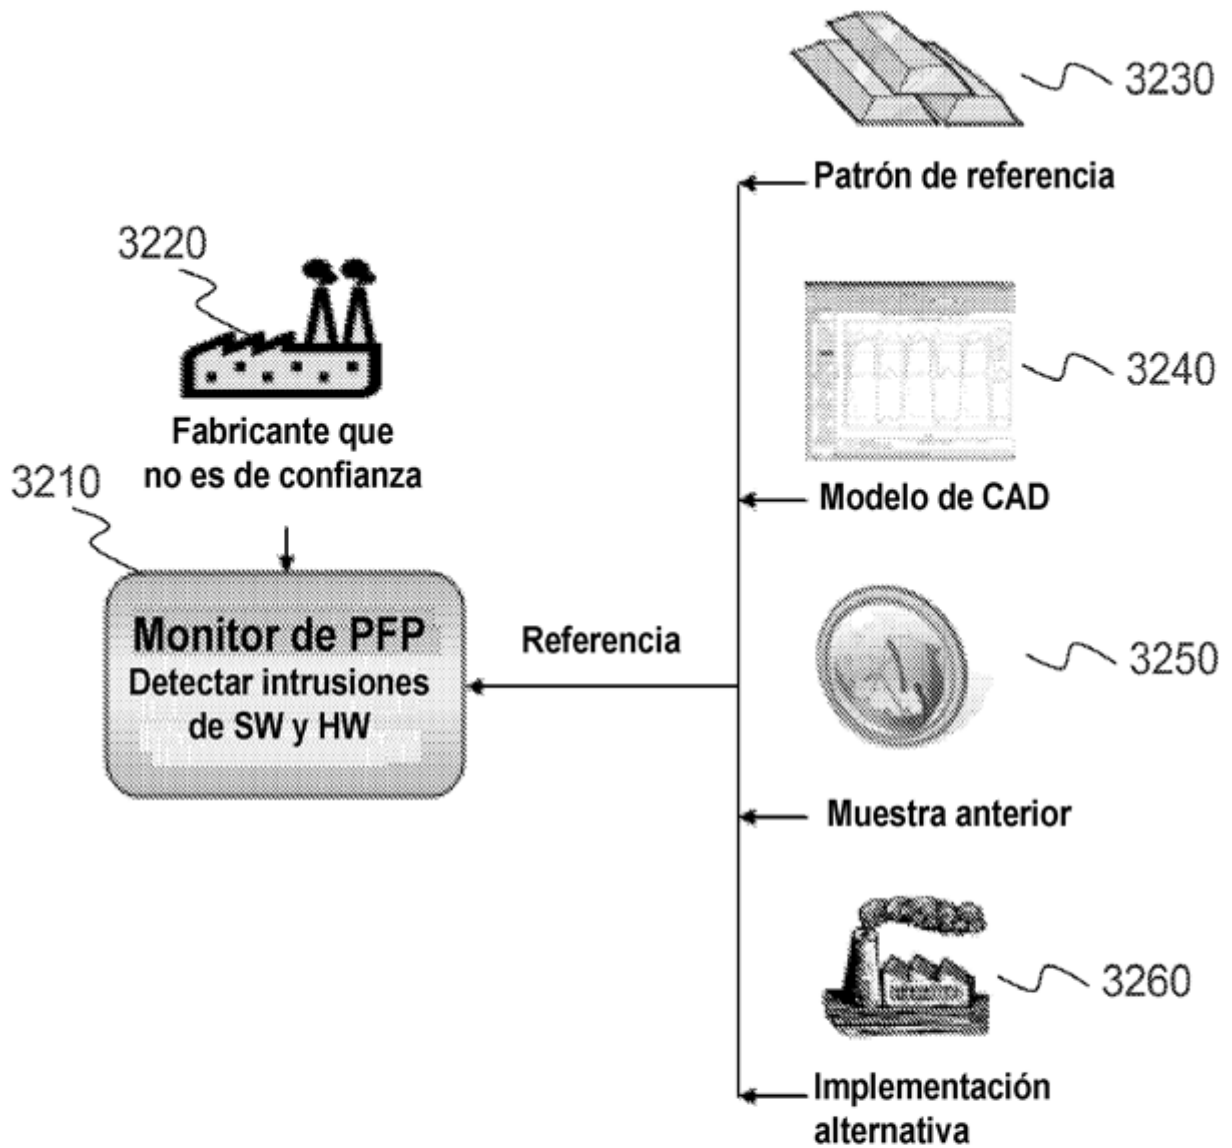 3230
Patrón de referencia
3220
3240
Fabricante que
no es de confianza
3210
Modelo de CAD
Monitor de PFP
Detectar intrusiones
de SW y HW
Referencia
3250
Muestra anterior
3260
Implementación
alternativa